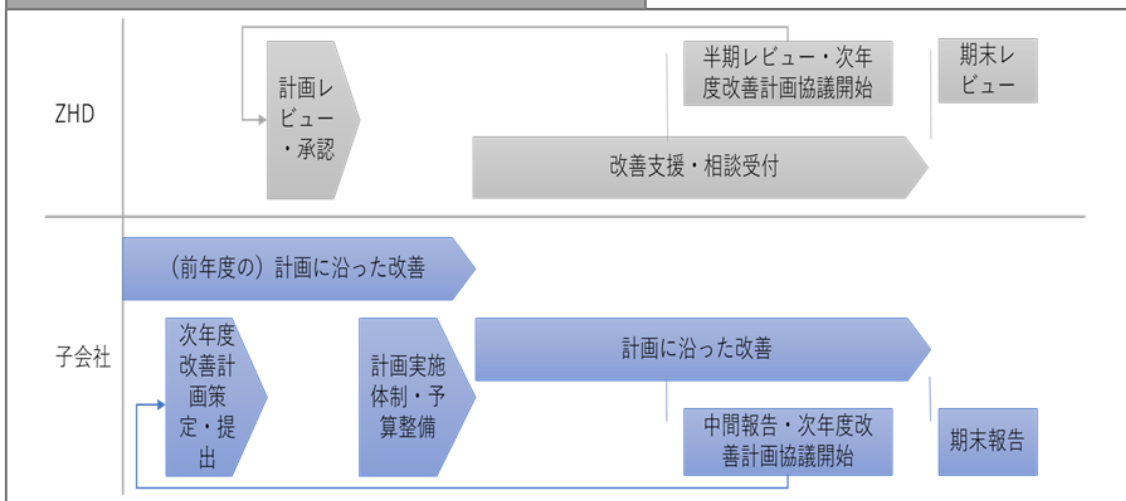 ZHD
計画レ
ビュー
・承認
半期レビュー・次年
度改善計画協議開始
期末レ
ビュー
改善支援・相談受付
子会社
（前年度の）計画に沿った改善
次年度
改善計
画策
定・提
出
計画実施
体制・予
算整備
計画に沿った改善
中間報告・次年度改
善計画協議開始
期末報告